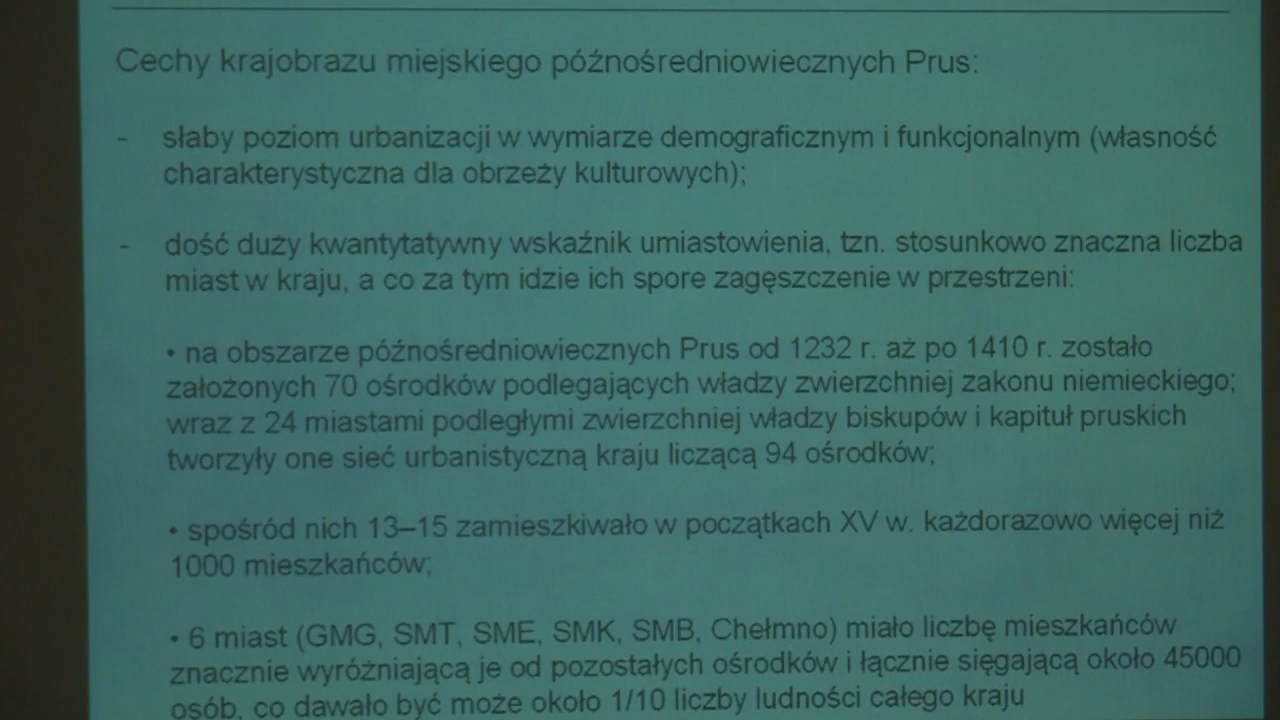 Cechy krajobrazu miejskiego późnośredniowiecznych Prus:
- słaby poziom urbanizacji w wymiarze demograficznym i funkcjonalnym (własność
charakterystyczna dla obrzeży kulturowych);
- dość duży kwantytatywny wskaźnik umiastowienia, tzn. stosunkowo znaczna liczba
miast w kraju, a co za tym idzie ich spore zagęszczenie w przestrzeni:
• na obszarze późnośredniowiecznych Prus od 1232 r. aż po 1410 r. zostało
założonych 70 ośrodków podlegających władzy zwierzchniej zakonu niemieckiego;
wraz z 24 miastami podległymi zwierzchniej władzy biskupów i kapituł pruskich
tworzyły one sieć urbanistyczną kraju liczącą 94 ośrodków;
• spośród nich 13–15 zamieszkiwało w początkach XV w. każdorazowo więcej niż
1000 mieszkańców;
• 6 miast (GMG, SMT, SME, SMK, SMB, Chełmno) miało liczbę mieszkańców
znacznie wyróżniającą je od pozostałych ośrodków i łącznie sięgającą około 45000
osób, co dawało być może około 1/10 liczby ludności całego kraju